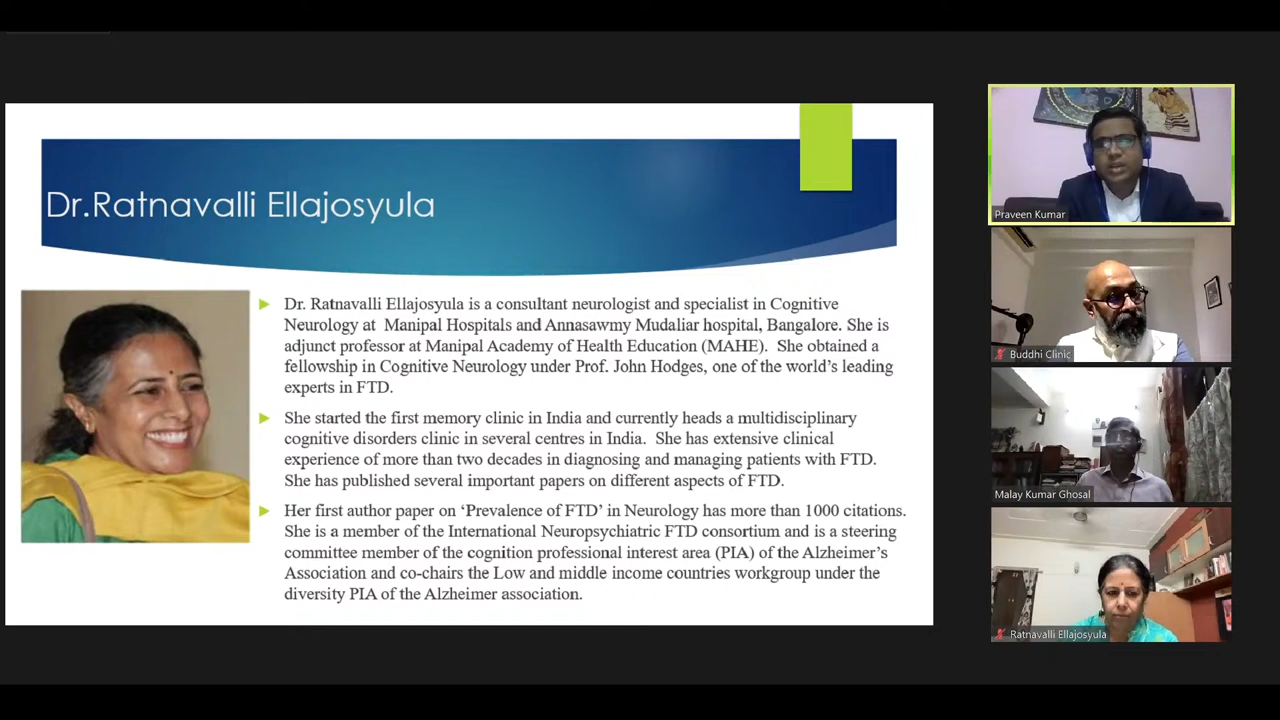 Dr.Ratnavalli Ellajosyula
Dr. Ratnavalli Ellajosyula is a consultant neurologist and specialist in Cognitive
Neurology at Manipal Hospitals and Annasawmy Mudaliar hospital, Bangalore. She is
adjunct professor at Manipal Academy of Health Education (MAHE). She obtained a
fellowship in Cognitive Neurology under Prof. John Hodges, one of the world's leading
experts in FTD.
She started the first memory clinic in India and currently heads a multidisciplinary
cognitive disorders clinic in several centres in India. She has extensive clinical
experience of more than two decades in diagnosing and managing patients with FTD.
She has published several important papers on different aspects of FTD.
Her first author paper on ‘Prevalence of FTD’ in Neurology has more than 1000 citations.
She is a member of the International Neuropsychiatric FTD consortium and is a steering
committee member of the cognition professional interest area (PIA) of the Alzheimer’s
Association and co-chairs the Low and middle income countries workgroup under the
diversity PIA of the Alzheimer association.
Praveen Kumar
Buddhi Clinic
Malay Kumar Ghosal
Ratnavalli Ellajosyula